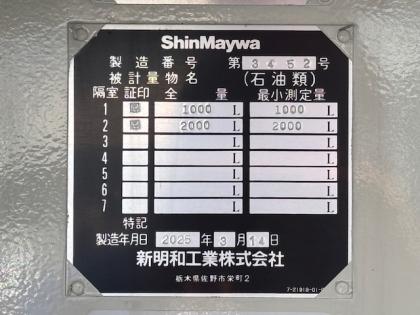 ShinMaywa
製造番号 第3452号
被計量物名 (石油類)
隔室 証印 全量 最小測定量
1 1000 L 1000 L
2 2000 L 2000 L
3 L L
4 L L
5 L L
6 L L
7 L L
特記
製造年月日 2025年3月14日
新明和工業株式会社
栃木県佐野市栄町2